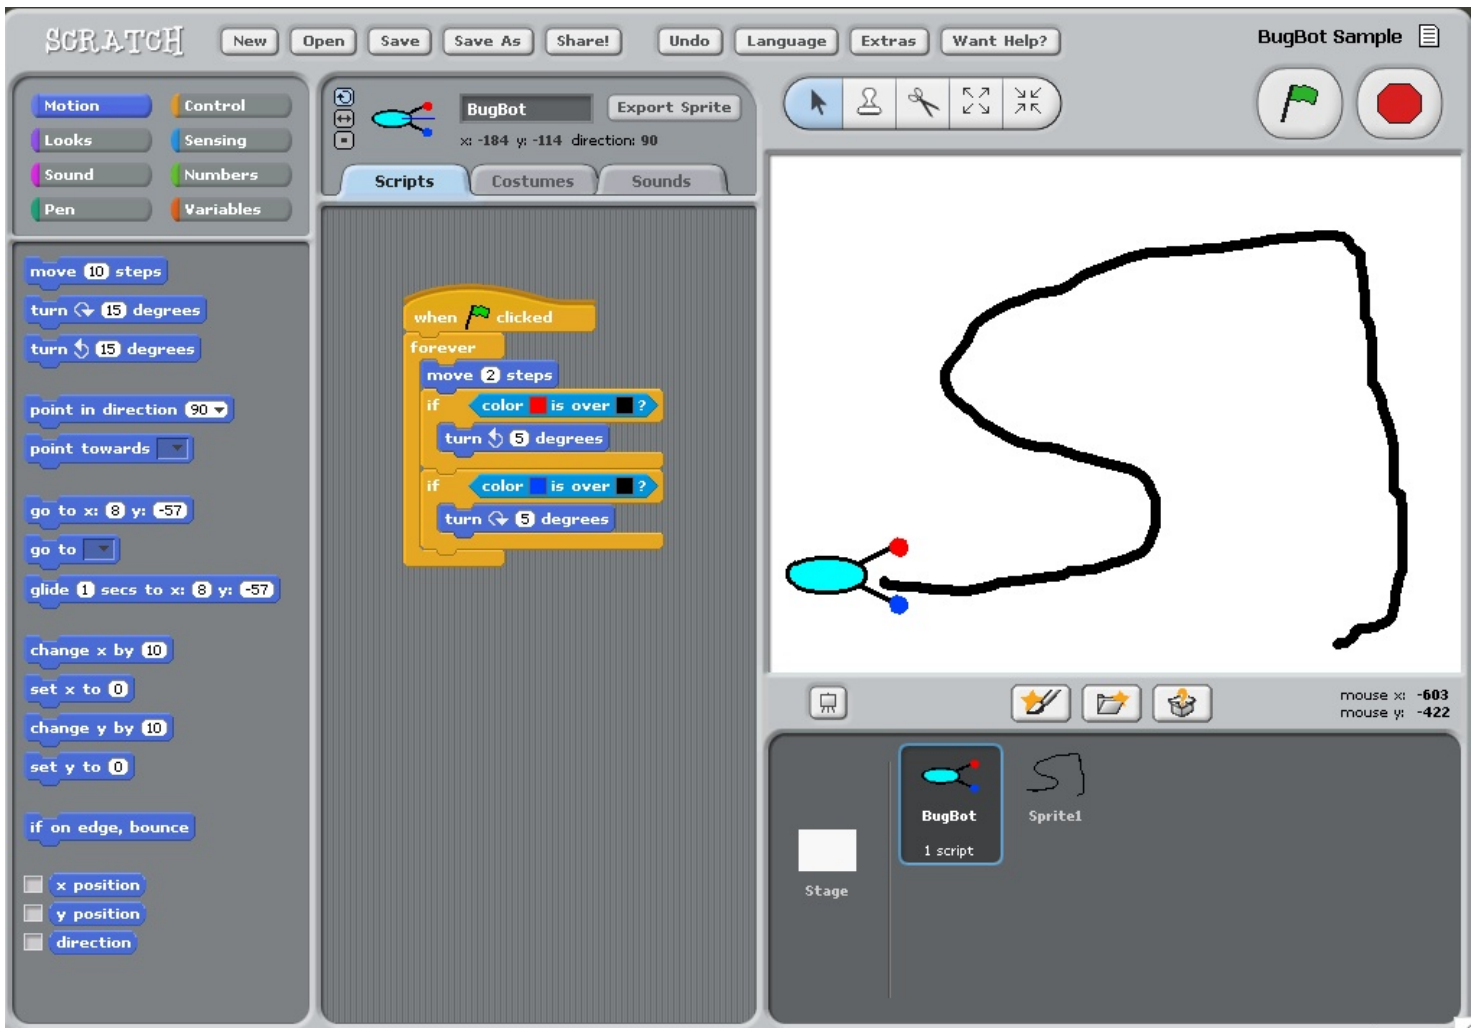 SCRATCH
New
Open
Save
Save As
Share!
Undo
Language
Extras
Want Help?
BugBot Sample
Motion
Control
Looks
Sensing
Sound
Numbers
Pen
Variables
move 10 steps
turn 15 degrees
turn 15 degrees
point in direction 90
point towards
go to x: 8 y: -57
go to
glide 1 secs to x: 8 y: -57
change x by 10
set x to 0
change y by 10
set y to 0
if on edge, bounce
x position
y position
direction
BugBot
Export Sprite
x: -184 y: -114 direction: 90
Scripts
Costumes
Sounds
when clicked
forever
move 2 steps
if color is over ?
turn 5 degrees
if color is over ?
turn 5 degrees
mouse x: -603
mouse y: -422
Stage
BugBot
1 script
Sprite1